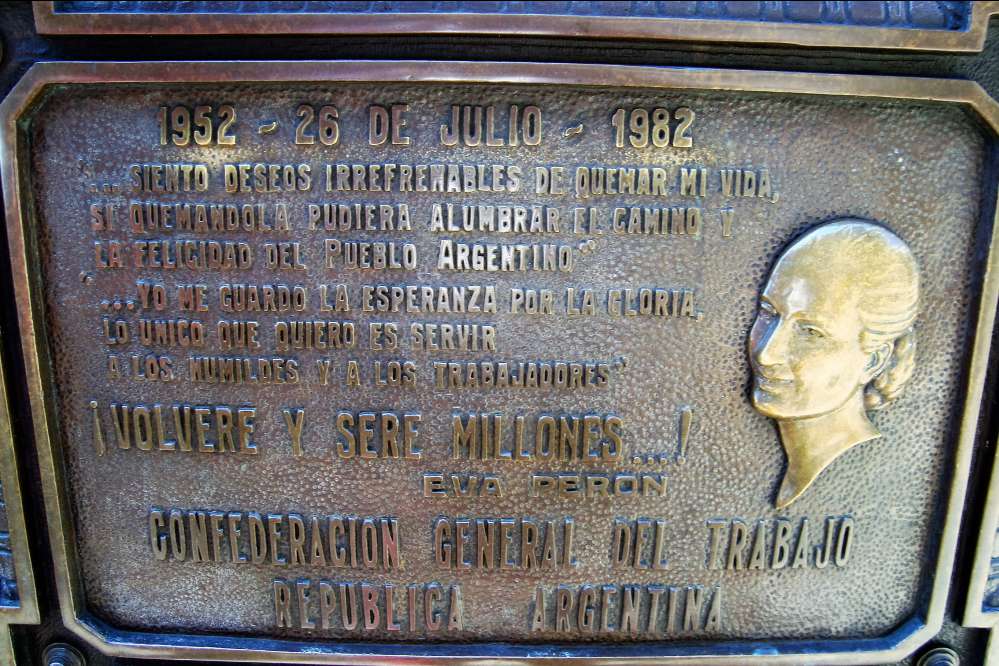 1952 - 26 DE JULIO - 1982
"... SIENTO DESEOS IRREFRENABLES DE QUEMAR MI VIDA,
SI QUEMANDOLA PUDIERA ALUMBRAR EL CAMINO Y
LA FELICIDAD DEL PUEBLO ARGENTINO"
"...YO ME GUARDO LA ESPERANZA POR LA GLORIA,
LO UNICO QUE QUIERO ES SERVIR
A LOS HUMILDES Y A LOS TRABAJADORES"
¡VOLVERE Y SERE MILLONES...!
EVA PERON
CONFEDERACION GENERAL DEL TRABAJO
REPUBLICA ARGENTINA